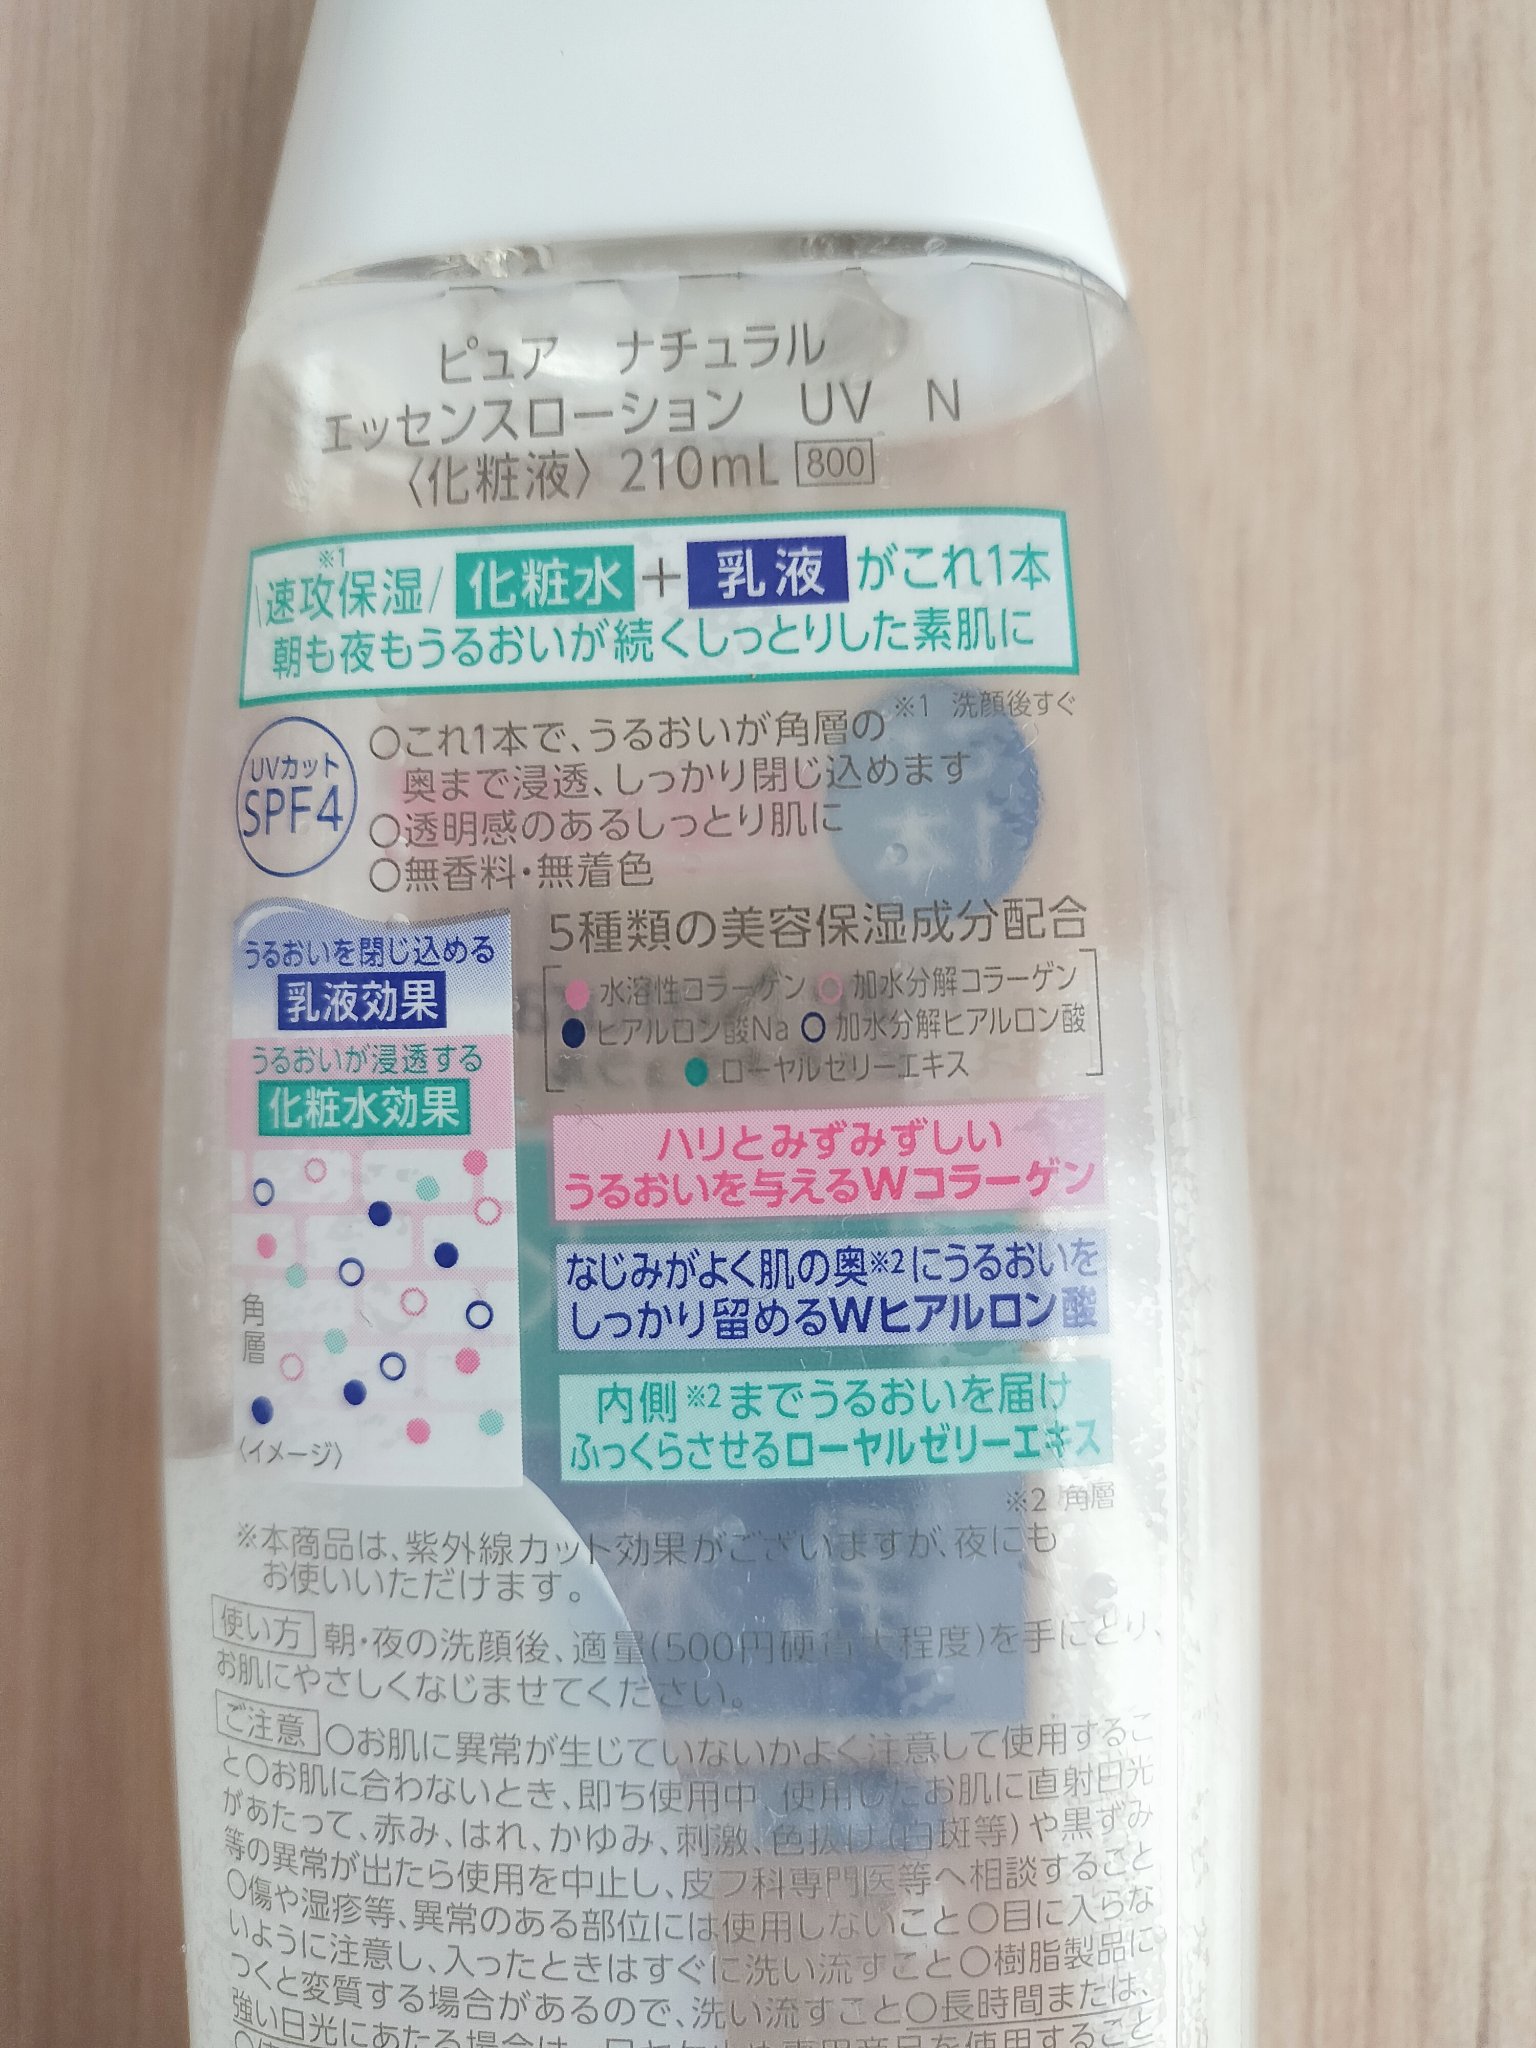 ピュア ナチュラル
エッセンスローション UV N
〈化粧液〉 210mL 800
※1
\速攻保湿/ 化粧水+乳液がこれ1本
朝も夜もうるおいが続くしっとりした素肌に
※1 洗顔後すぐ
UVカット
SPF4
○これ1本で、うるおいが角層の
奥まで浸透、しっかり閉じ込めます
○透明感のあるしっとり肌に
○無香料・無着色
うるおいを閉じ込める
乳液効果
うるおいが浸透する
化粧水効果
角層
〈イメージ〉
5種類の美容保湿成分配合
水溶性コラーゲン 加水分解コラーゲン
ヒアルロン酸Na 加水分解ヒアルロン酸
ローヤルゼリーエキス
ハリとみずみずしい
うるおいを与えるWコラーゲン
なじみがよく肌の奥※2にうるおいを
しっかり留めるWヒアルロン酸
内側※2までうるおいを届け
ふっくらさせるローヤルゼリーエキス
※2 角層
※本商品は、紫外線カット効果がございますが、夜にも
お使いいただけます。
使い方 朝・夜の洗顔後、適量(500円硬貨大程度)を手にとり、
お肌にやさしくなじませてください。
ご注意 ○お肌に異常が生じていないかよく注意して使用するこ
と○お肌に合わないとき、即ち使用中 使用したお肌に直射日光
があたって、赤み、はれ、かゆみ、刺激、色抜け(白斑等)や黒ずみ
等の異常が出たら使用を中止し、皮フ科専門医等へ相談すること
○傷や湿疹等、異常のある部位には使用しないこと○目に入らな
いように注意し、入ったときはすぐに洗い流すこと○樹脂製品に
つくと変質する場合があるので、洗い流すこと○長時間または、
強い日光にあたる場合は、日やけ止め専用商品を使用すること